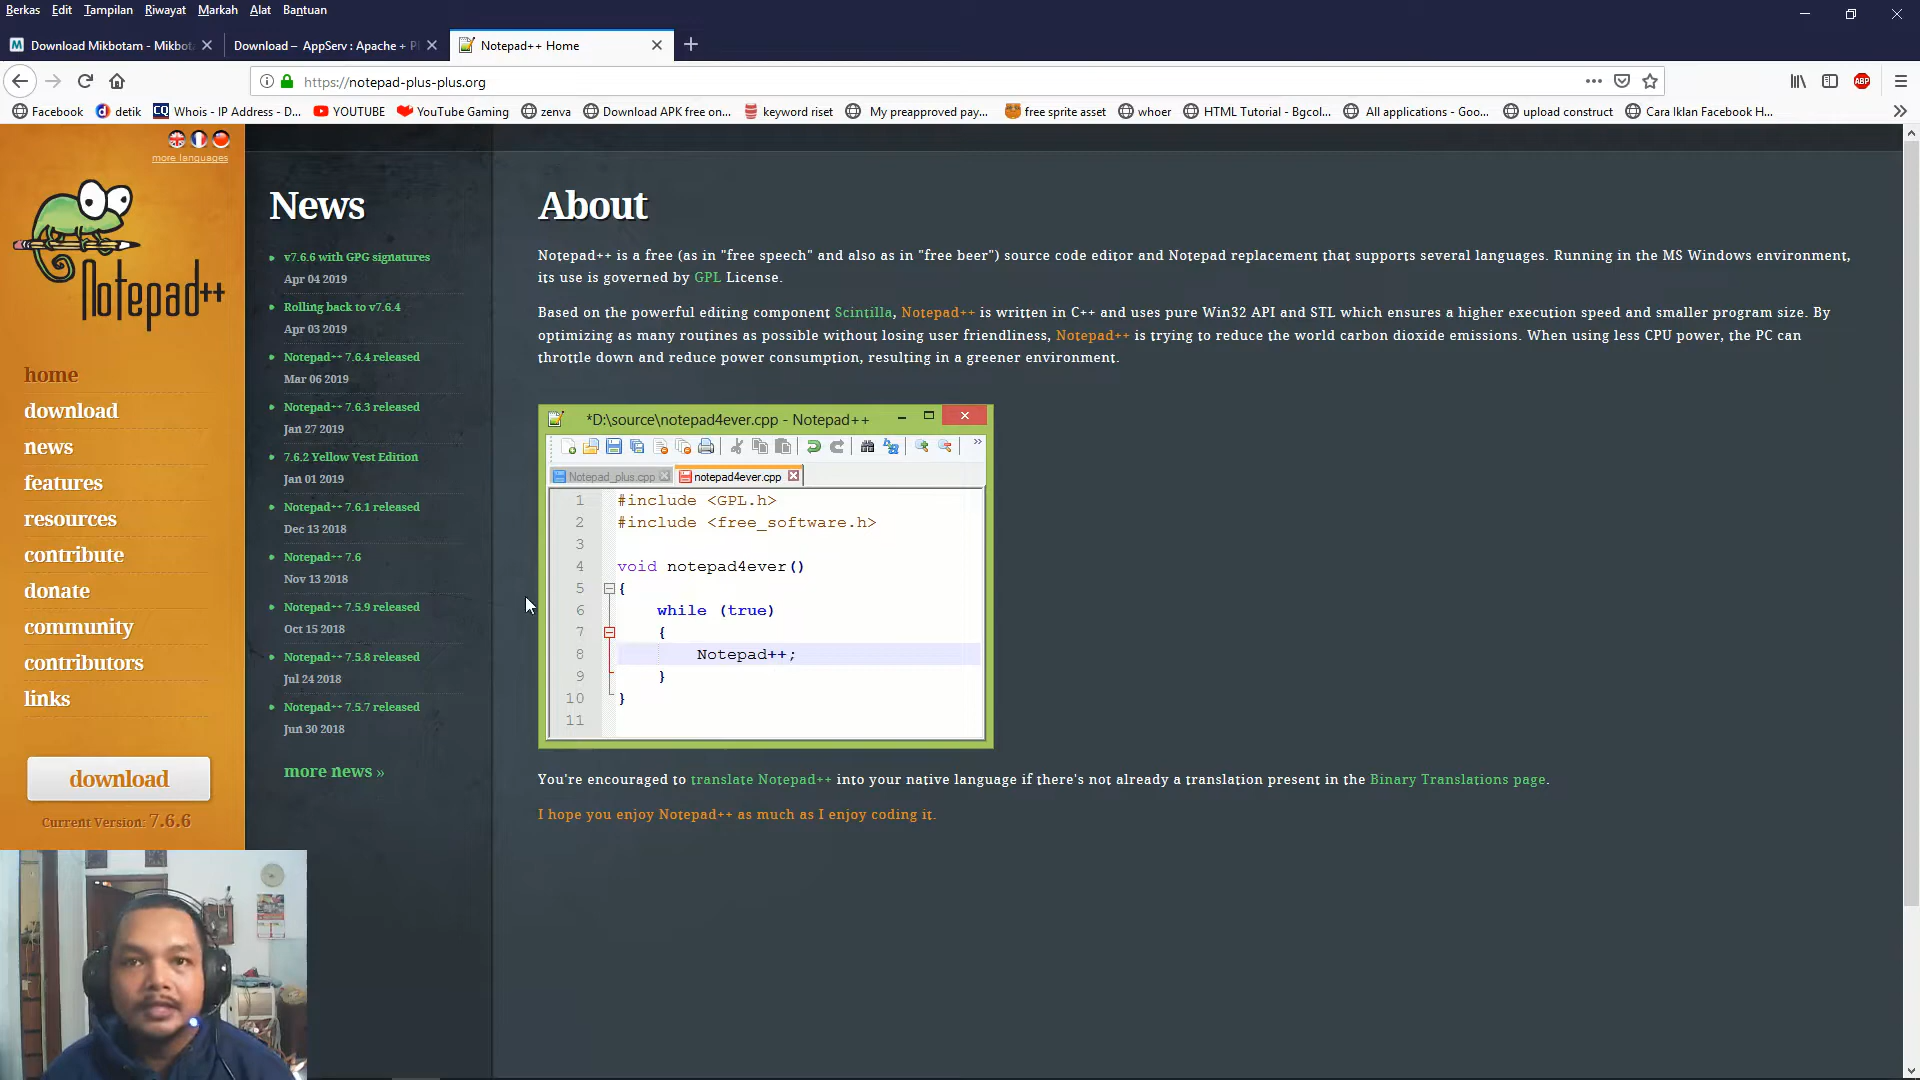 Berkas Edit Tampilan Riwayat Markah Alat Bantuan
Download Mikbotam - Mikbot
Download – AppServ : Apache + P
Notepad++ Home
https://notepad-plus-plus.org
Facebook
detik
Whois - IP Address - D...
YOUTUBE
YouTube Gaming
zenva
Download APK free on...
keyword riset
My preapproved pay...
free sprite asset
whoer
HTML Tutorial - Bgcol...
All applications - Goo...
upload construct
Cara Iklan Facebook H...
ABP
more languages
Notepad++
home
download
news
features
resources
contribute
donate
community
contributors
links
download
Current Version: 7.6.6
News
v7.6.6 with GPG signatures
Apr 04 2019
Rolling back to v7.6.4
Apr 03 2019
Notepad++ 7.6.4 released
Mar 06 2019
Notepad++ 7.6.3 released
Jan 27 2019
7.6.2 Yellow Vest Edition
Jan 01 2019
Notepad++ 7.6.1 released
Dec 13 2018
Notepad++ 7.6
Nov 13 2018
Notepad++ 7.5.9 released
Oct 15 2018
Notepad++ 7.5.8 released
Jul 24 2018
Notepad++ 7.5.7 released
Jun 30 2018
more news »
About
Notepad++ is a free (as in "free speech" and also as in "free beer") source code editor and Notepad replacement that supports several languages. Running in the MS Windows environment,
its use is governed by GPL License.
Based on the powerful editing component Scintilla, Notepad++ is written in C++ and uses pure Win32 API and STL which ensures a higher execution speed and smaller program size. By
optimizing as many routines as possible without losing user friendliness, Notepad++ is trying to reduce the world carbon dioxide emissions. When using less CPU power, the PC can
throttle down and reduce power consumption, resulting in a greener environment.
*D:\source\notepad4ever.cpp - Notepad++
Notepad_plus.cpp
notepad4ever.cpp
1 #include <GPL.h>
2 #include <free_software.h>
3
4 void notepad4ever()
5 {
6 while (true)
7 {
8 Notepad++;
9 }
10 }
11
You're encouraged to translate Notepad++ into your native language if there's not already a translation present in the Binary Translations page.
I hope you enjoy Notepad++ as much as I enjoy coding it.